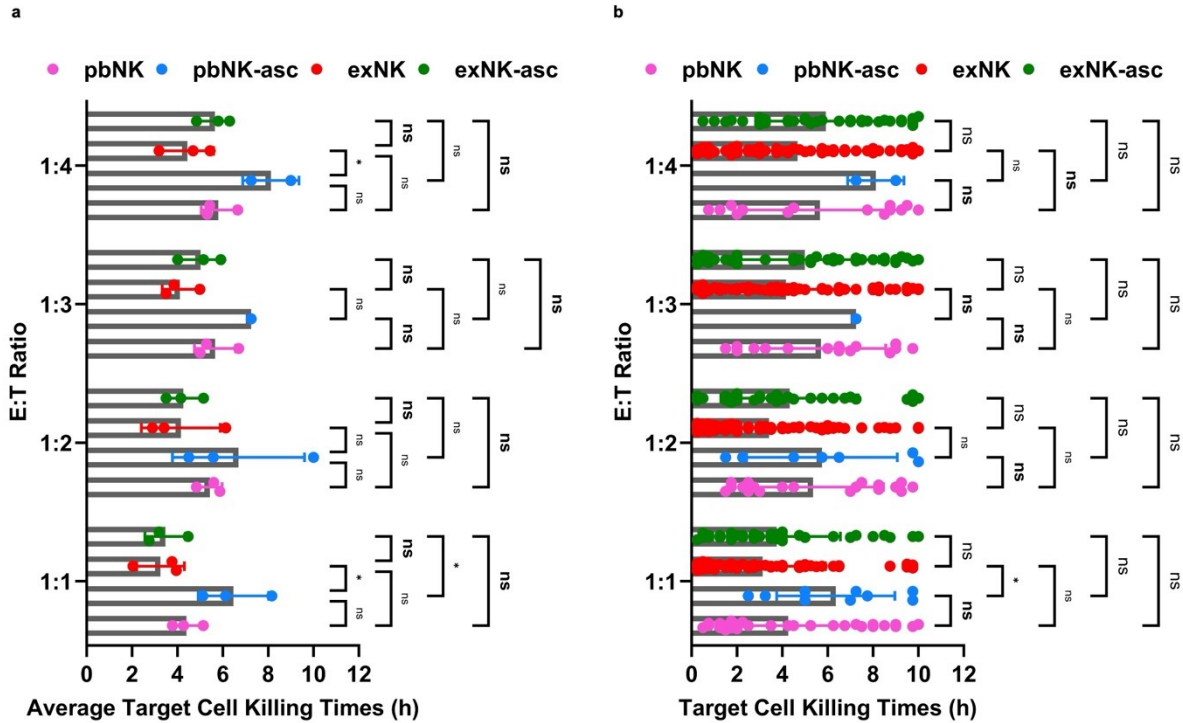 a
pbNK pbNK-asc exNK exNK-asc
E:T Ratio
1:4
ns
*
ns
ns
ns
ns
1:3
ns
ns
ns
ns
ns
ns
1:2
ns
ns
ns
ns
ns
ns
1:1
ns
*
ns
ns
*
ns
0 2 4 6 8 10 12
Average Target Cell Killing Times (h)
b
pbNK pbNK-asc exNK exNK-asc
E:T Ratio
1:4
ns
ns
ns
ns
ns
ns
1:3
ns
ns
ns
ns
ns
ns
1:2
ns
ns
ns
ns
ns
ns
1:1
ns
*
ns
ns
ns
ns
0 2 4 6 8 10 12
Target Cell Killing Times (h)